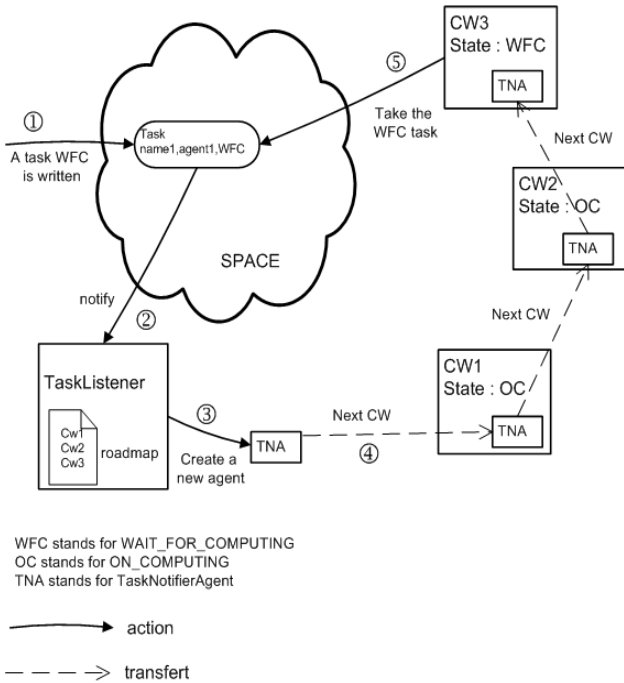 CW3
State : WFC
TNA
⑤
Take the
WFC task
①
A task WFC
is written
Task
name1,agent1,WFC
Next CW
CW2
State : OC
TNA
SPACE
notify
②
Next CW
TaskListener
Cw1
Cw2
Cw3
roadmap
③
Create a
new agent
TNA
Next CW
④
CW1
State : OC
TNA
WFC stands for WAIT_FOR_COMPUTING
OC stands for ON_COMPUTING
TNA stands for TaskNotifierAgent
action
transfert